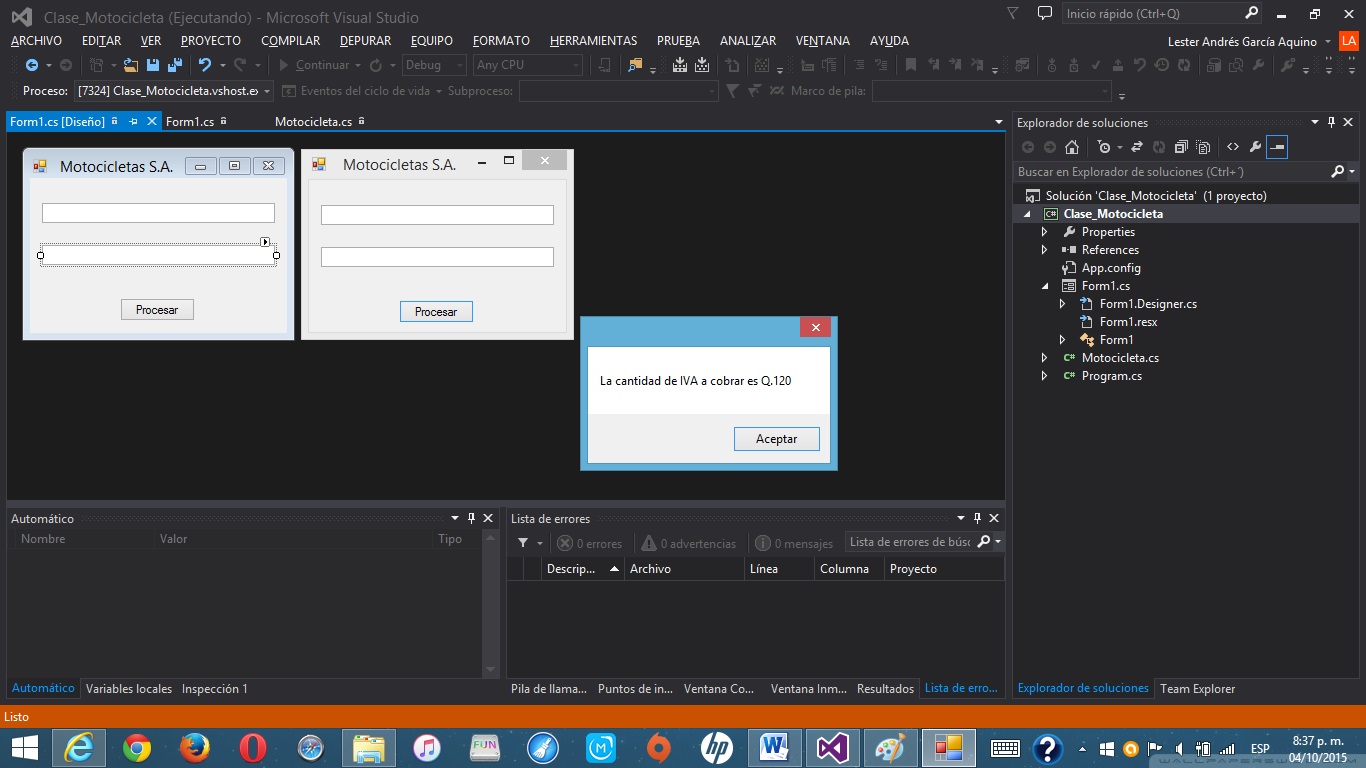 Clase_Motocicleta (Ejecutando) - Microsoft Visual Studio
Inicio rápido (Ctrl+Q)
ARCHIVO EDITAR VER PROYECTO COMPILAR DEPURAR EQUIPO FORMATO HERRAMIENTAS PRUEBA ANALIZAR VENTANA AYUDA
Lester Andrés García Aquino LA
Continuar Debug Any CPU
Proceso: [7324] Clase_Motocicleta.vshost.ex Eventos del ciclo de vida Subproceso: Marco de pila:
Form1.cs [Diseño] Form1.cs Motocicleta.cs
Motocicletas S.A.
Procesar
Motocicletas S.A.
Procesar
La cantidad de IVA a cobrar es Q.120
Aceptar
Explorador de soluciones
Buscar en Explorador de soluciones (Ctrl+´)
Solución 'Clase_Motocicleta' (1 proyecto)
C# Clase_Motocicleta
Properties
References
App.config
Form1.cs
Form1.Designer.cs
Form1.resx
Form1
C# Motocicleta.cs
C# Program.cs
Automático
Nombre Valor Tipo
Lista de errores
0 errores 0 advertencias 0 mensajes Lista de errores de búsc
Descrip... Archivo Línea Columna Proyecto
Automático Variables locales Inspección 1
Pila de llama... Puntos de in... Ventana Co... Ventana Inm... Resultados Lista de erro...
Explorador de soluciones Team Explorer
Listo
FUN
M
hp
W
?
ESP
8:37 p. m.
04/10/2015